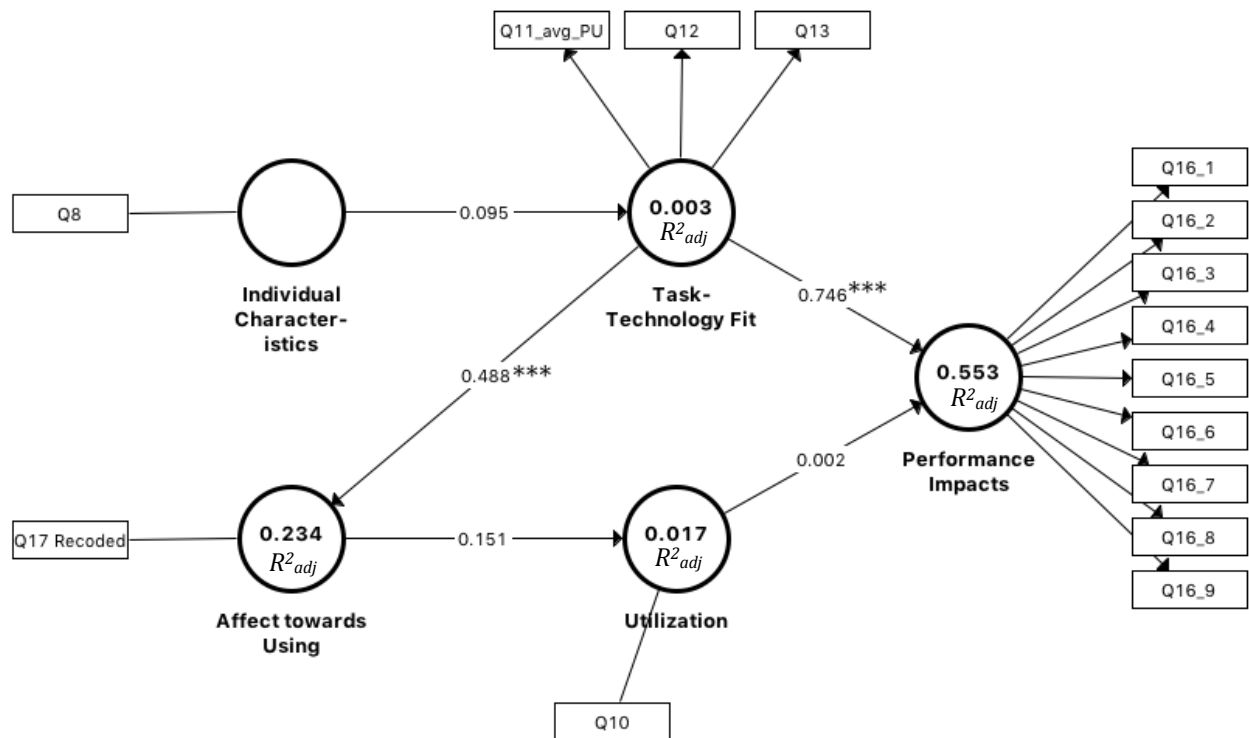 Q11_avg_PU
Q12
Q13
Q8
0.095
0.003
R²adj
Individual
Character-
istics
Task-
Technology Fit
0.746***
0.488***
Q16_1
Q16_2
Q16_3
Q16_4
Q16_5
Q16_6
Q16_7
Q16_8
Q16_9
0.553
R²adj
Performance
Impacts
0.002
Q17 Recoded
0.234
R²adj
0.151
0.017
R²adj
Affect towards
Using
Utilization
Q10